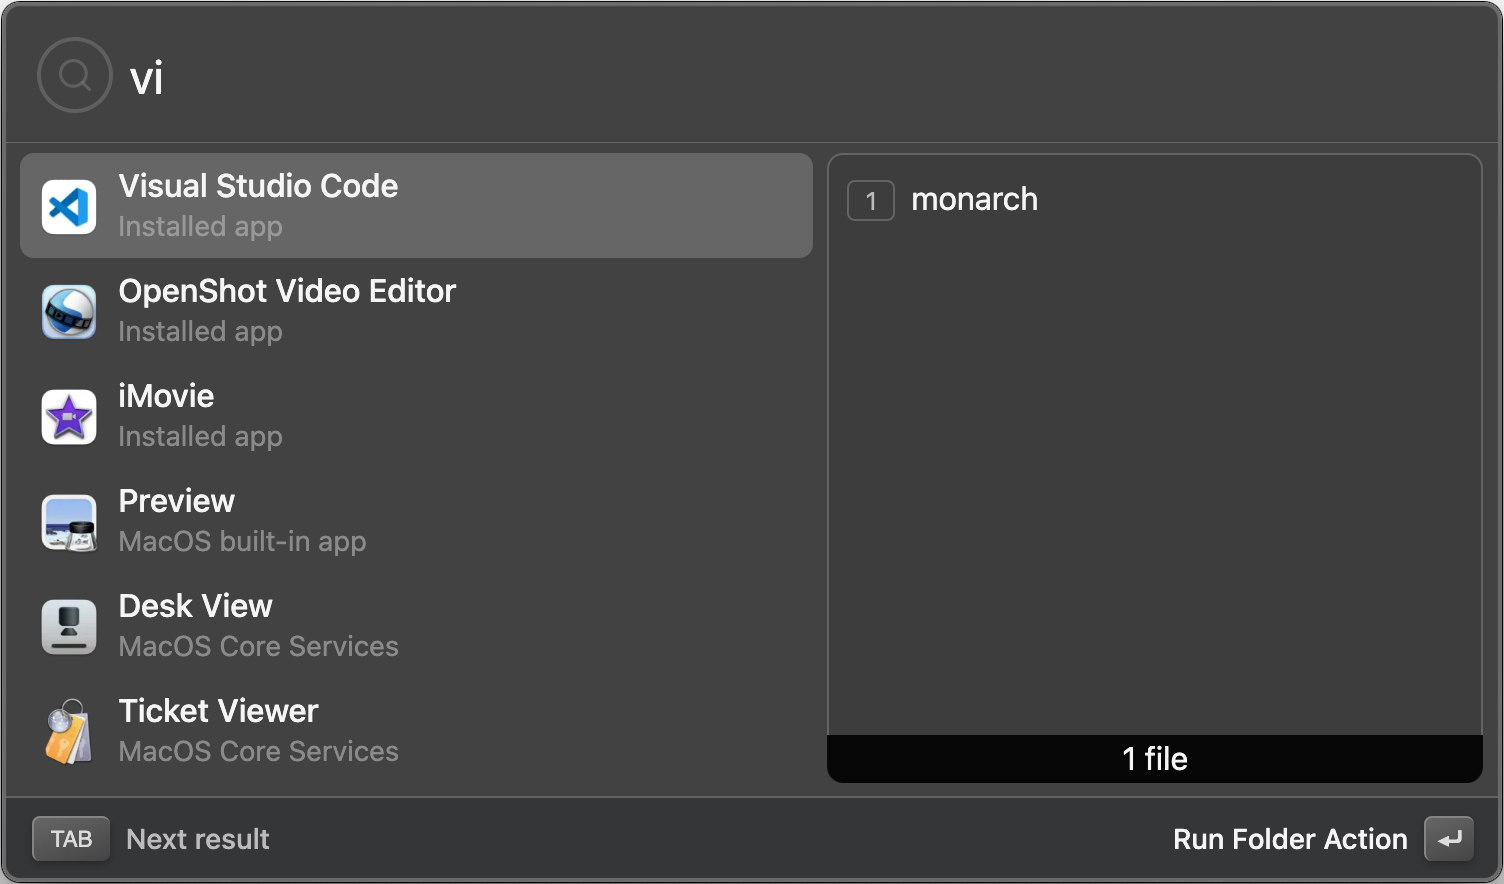 vi
Visual Studio Code
Installed app
OpenShot Video Editor
Installed app
iMovie
Installed app
Preview
MacOS built-in app
Desk View
MacOS Core Services
Ticket Viewer
MacOS Core Services
1 monarch
1 file
TAB Next result
Run Folder Action